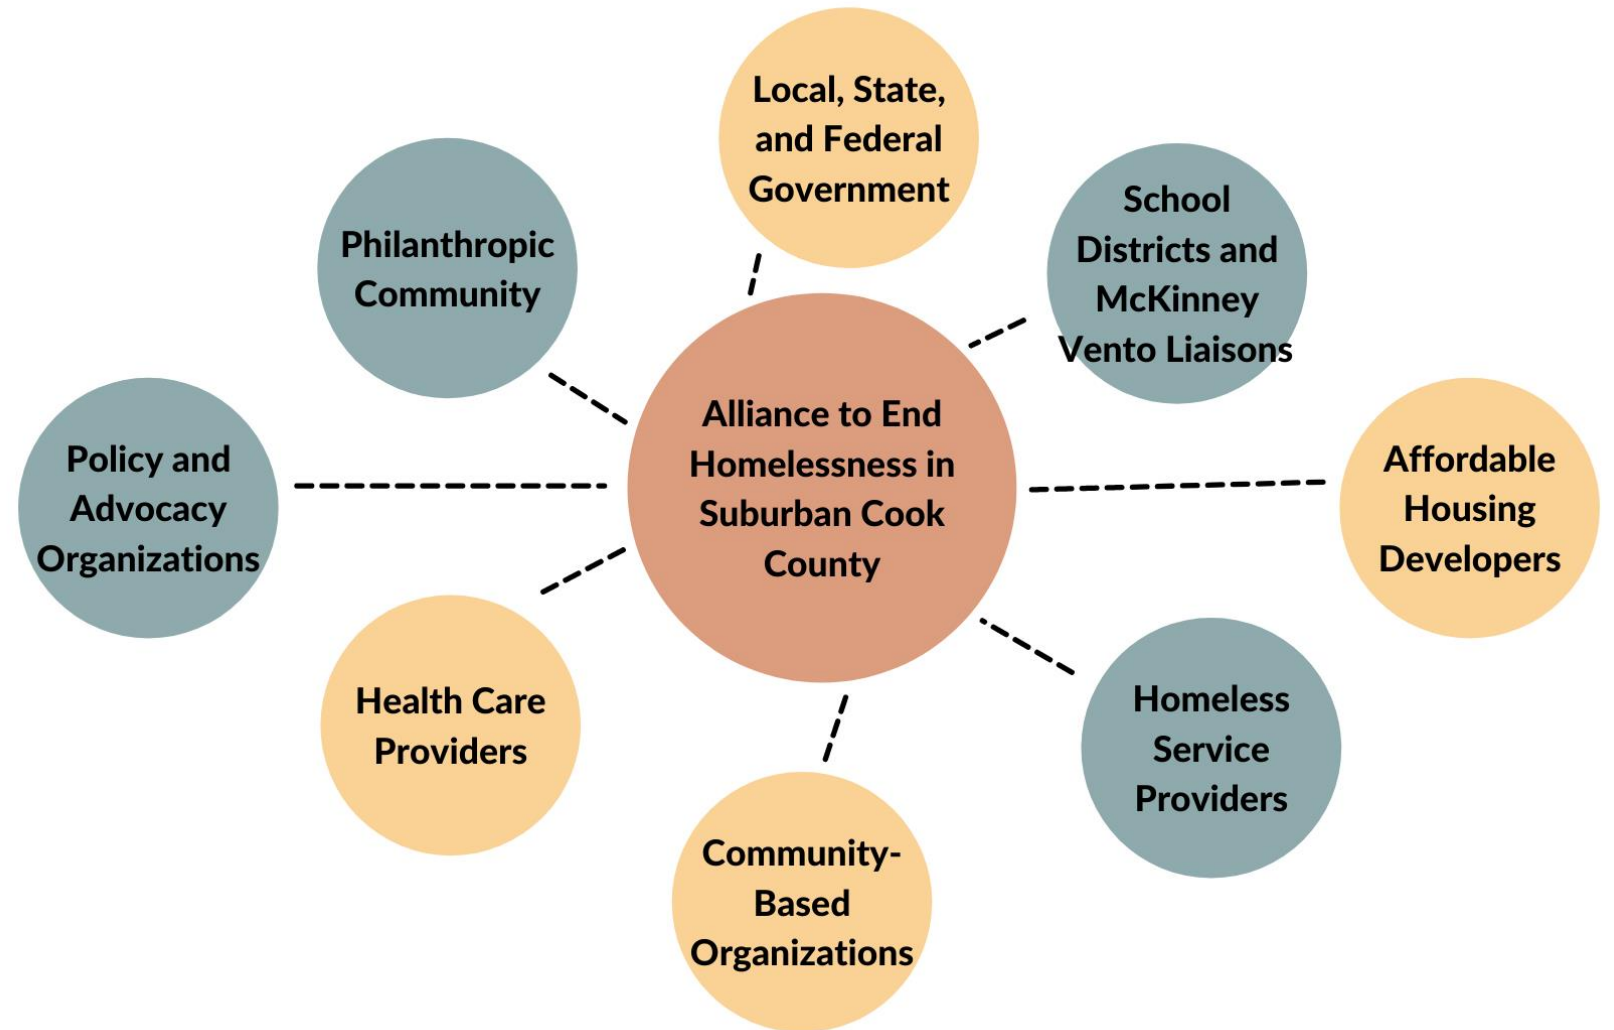 Local, State,
and Federal
Government
School
Districts and
McKinney
Vento Liaisons
Philanthropic
Community
Alliance to End
Homelessness in
Suburban Cook
County
Policy and
Advocacy
Organizations
Affordable
Housing
Developers
Health Care
Providers
Homeless
Service
Providers
Community-
Based
Organizations